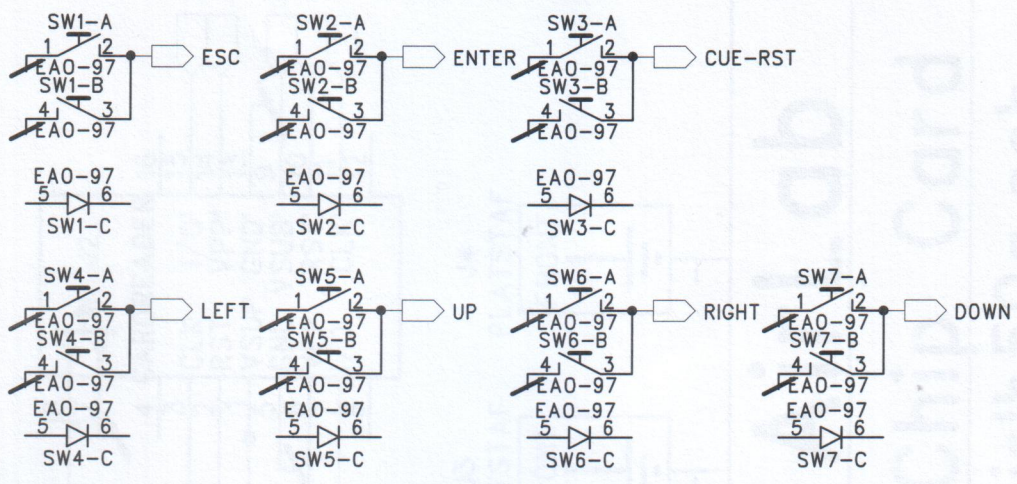 SW1-A
1 2 ESC
EAO-97
SW1-B
4 3
EAO-97
EAO-97
5 6
SW1-C
SW2-A
1 2 ENTER
EAO-97
SW2-B
4 3
EAO-97
EAO-97
5 6
SW2-C
SW3-A
1 2 CUE-RST
EAO-97
SW3-B
4 3
EAO-97
EAO-97
5 6
SW3-C
SW4-A
1 2 LEFT
EAO-97
SW4-B
4 3
EAO-97
EAO-97
5 6
SW4-C
SW5-A
1 2 UP
EAO-97
SW5-B
4 3
EAO-97
EAO-97
5 6
SW5-C
SW6-A
1 2 RIGHT
EAO-97
SW6-B
4 3
EAO-97
EAO-97
5 6
SW6-C
SW7-A
1 2 DOWN
EAO-97
SW7-B
4 3
EAO-97
EAO-97
5 6
SW7-C